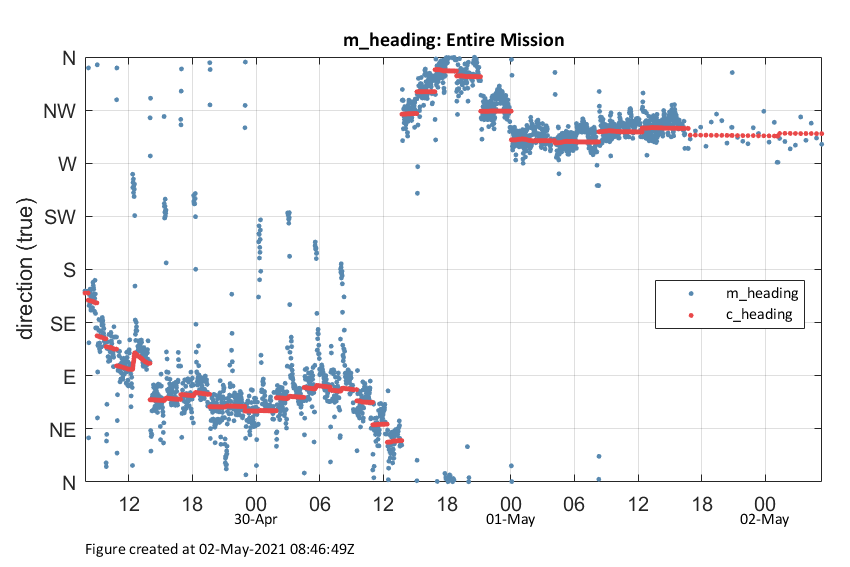 m_heading: Entire Mission
direction (true)
N
NW
W
SW
S
SE
E
NE
N
m_heading
c_heading
12 18 00 06 12 18 00 06 12 18 00
30-Apr 01-May 02-May
Figure created at 02-May-2021 08:46:49Z